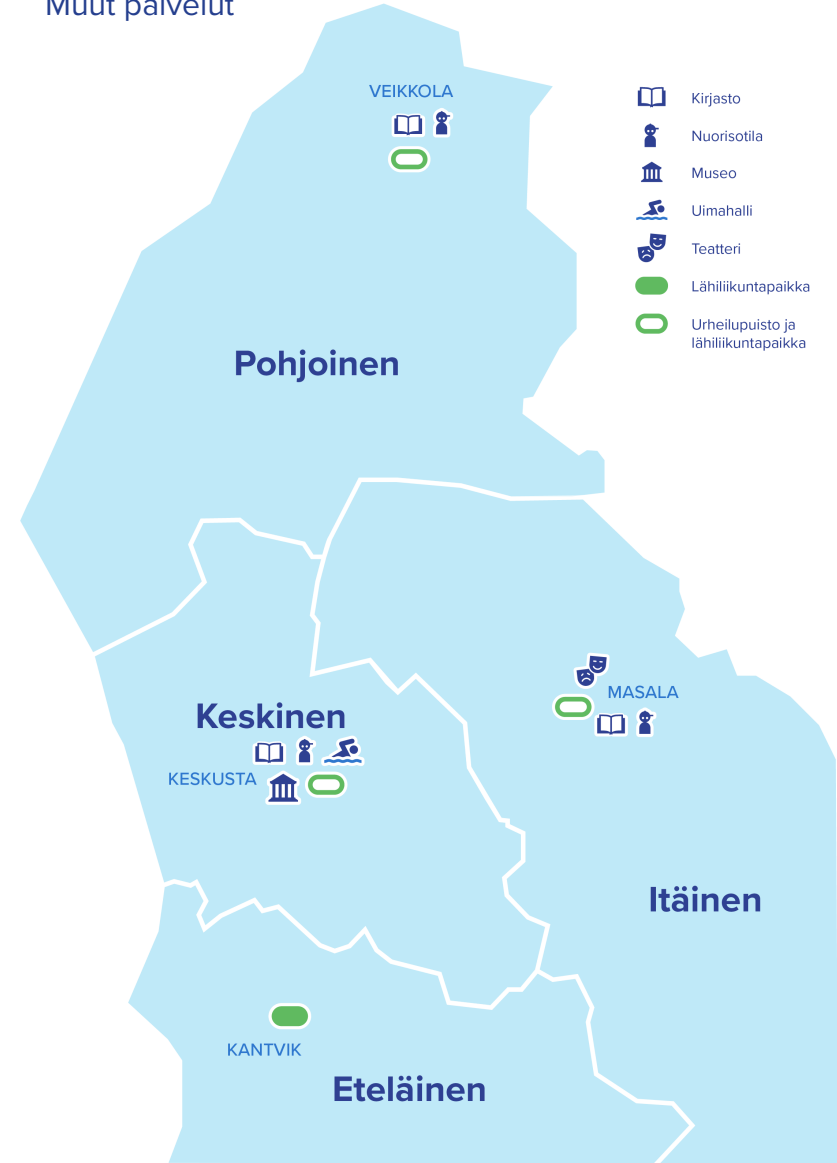 Muut palvelut
VEIKKOLA
Kirjasto
Nuorisotila
Museo
Uimahalli
Teatteri
Lähiliikuntapaikka
Urheilupuisto ja
lähiliikuntapaikka
Pohjoinen
MASALA
Keskinen
KESKUSTA
Itäinen
KANTVIK
Eteläinen